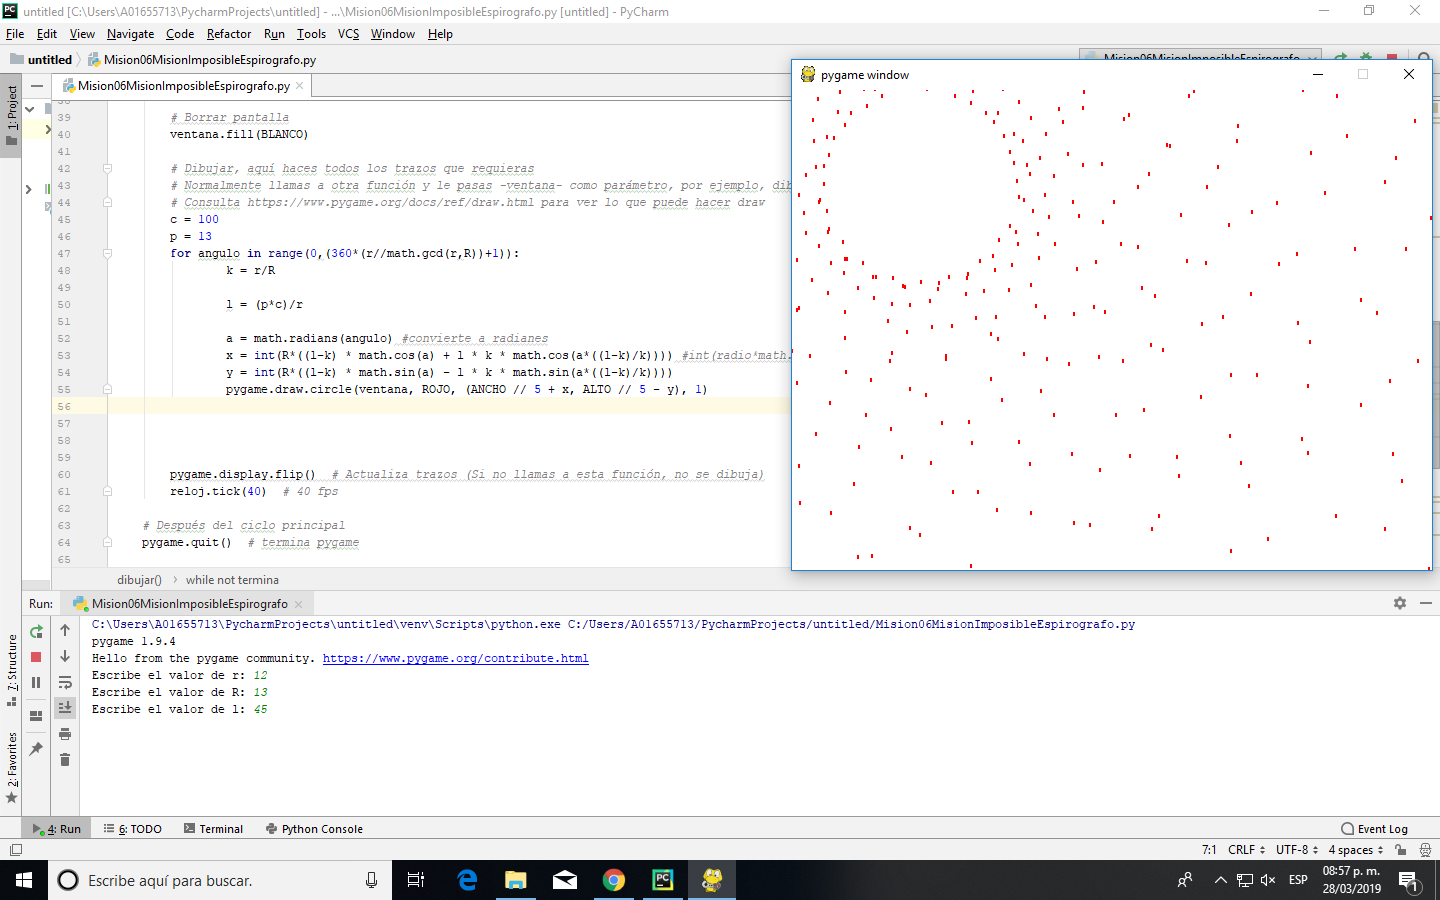 untitled [C:\Users\A01655713\PycharmProjects\untitled] - ...\Mision06MisionImposibleEspirografo.py [untitled] - PyCharm
File Edit View Navigate Code Refactor Run Tools VCS Window Help
untitled Mision06MisionImposibleEspirografo.py
Mision06MisionImposibleEspirografo
Mision06MisionImposibleEspirografo.py
pygame window
1: Project
7: Structure
2: Favorites
38
39 # Borrar pantalla
40 ventana.fill(BLANCO)
41
42 # Dibujar, aquí haces todos los trazos que requieras
43 # Normalmente llamas a otra función y le pasas -ventana- como parámetro, por ejemplo, dib
44 # Consulta https://www.pygame.org/docs/ref/draw.html para ver lo que puede hacer draw
45 c = 100
46 p = 13
47 for angulo in range(0,(360*(r//math.gcd(r,R))+1)):
48 k = r/R
49
50 l = (p*c)/r
51
52 a = math.radians(angulo) #convierte a radianes
53 x = int(R*((l-k) * math.cos(a) + l * k * math.cos(a*((l-k)/k)))) #int(radio*math.
54 y = int(R*((l-k) * math.sin(a) - l * k * math.sin(a*((l-k)/k))))
55 pygame.draw.circle(ventana, ROJO, (ANCHO // 5 + x, ALTO // 5 - y), 1)
56
57
58
59
60 pygame.display.flip() # Actualiza trazos (Si no llamas a esta función, no se dibuja)
61 reloj.tick(40) # 40 fps
62
63 # Después del ciclo principal
64 pygame.quit() # termina pygame
65
dibujar() while not termina
Run: Mision06MisionImposibleEspirografo
C:\Users\A01655713\PycharmProjects\untitled\venv\Scripts\python.exe C:/Users/A01655713/PycharmProjects/untitled/Mision06MisionImposibleEspirografo.py
pygame 1.9.4
Hello from the pygame community. https://www.pygame.org/contribute.html
Escribe el valor de r: 12
Escribe el valor de R: 13
Escribe el valor de l: 45
4: Run 6: TODO Terminal Python Console Event Log
7:1 CRLF UTF-8 4 spaces
Escribe aquí para buscar. ESP 08:57 p. m.
28/03/2019
1